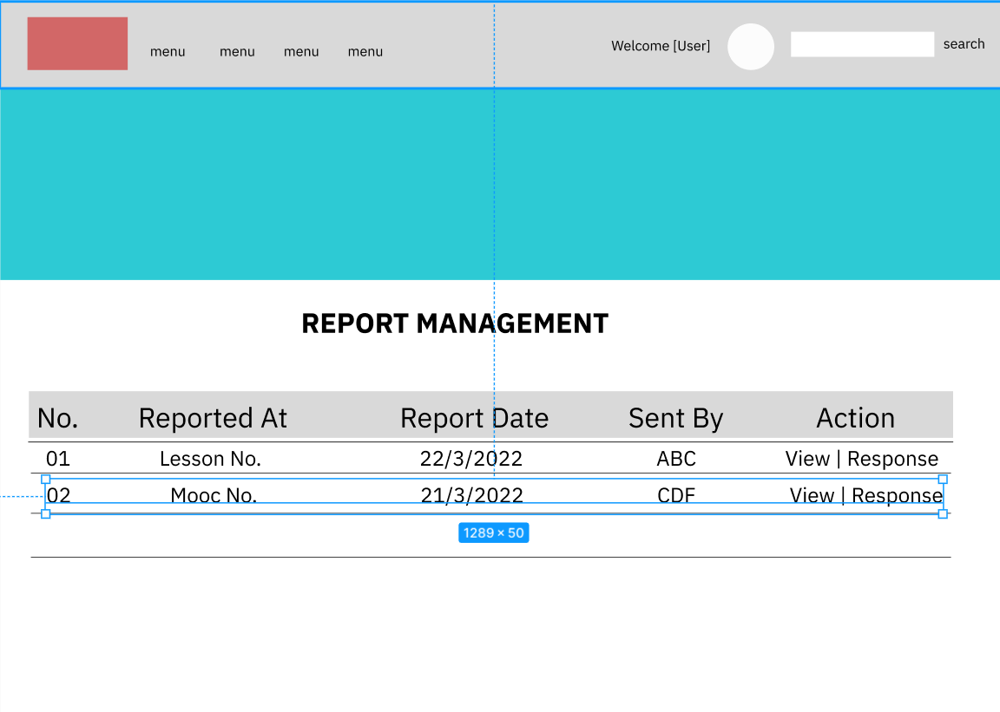 menu menu menu menu Welcome [User] search
REPORT MANAGEMENT
No. Reported At Report Date Sent By Action
01 Lesson No. 22/3/2022 ABC View | Response
02 Mooc No. 21/3/2022 CDF View | Response
1289 × 50